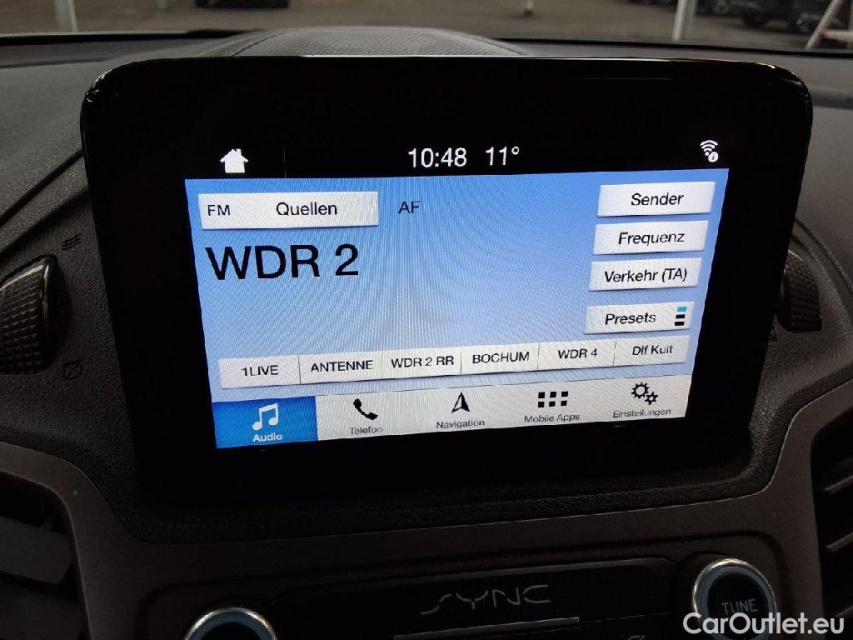 10:48 11°
FM Quellen AF Sender
WDR 2 Frequenz
Verkehr (TA)
Presets
1LIVE ANTENNE WDR 2 RR BOCHUM WDR 4 Dlf Kult
Audio Telefon Navigation Mobile Apps Einstellungen
SYNC
TUNE
CarOutlet.eu